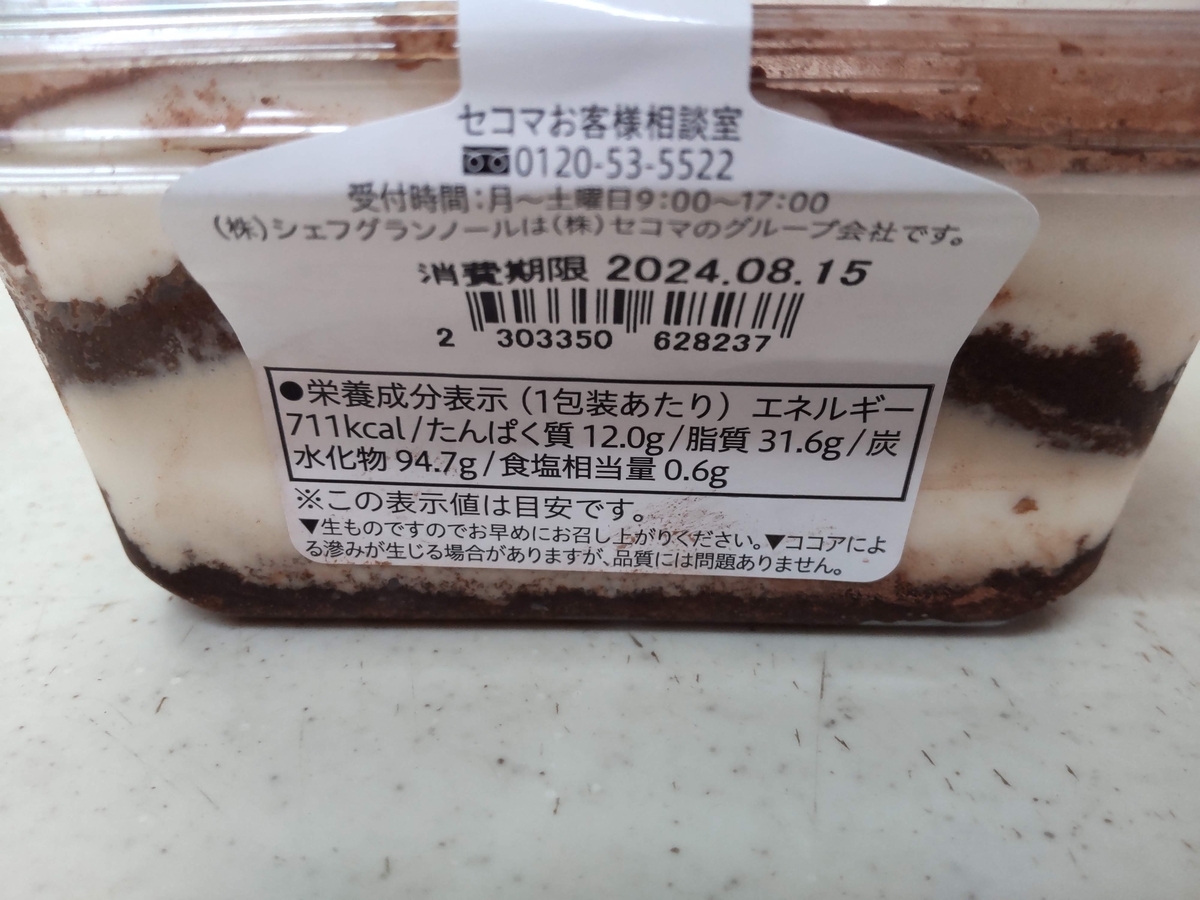 セコマお客様相談室
0120-53-5522
受付時間：月～土曜日9：00～17：00
（株）シェフグランノールは（株）セコマのグループ会社です。
消費期限 2024.08.15
2 303350 628237
●栄養成分表示（1包装あたり） エネルギー
711kcal/たんぱく質 12.0g/脂質 31.6g/炭
水化物 94.7g/食塩相当量 0.6g
※この表示値は目安です。
▼生ものですのでお早めにお召し上がりください。▼ココアによ
る滲みが生じる場合がありますが、品質には問題ありません。